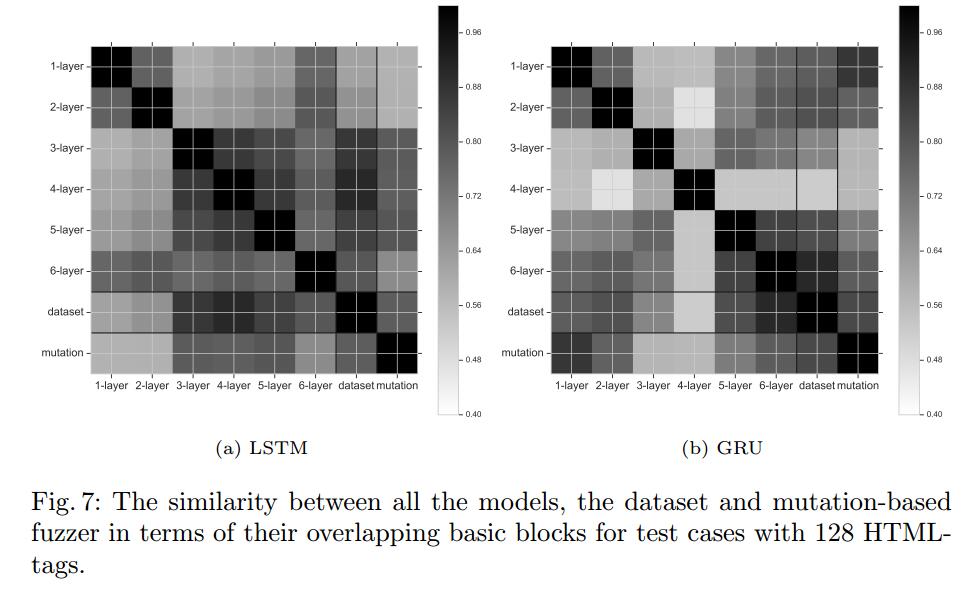 1-layer
2-layer
3-layer
4-layer
5-layer
6-layer
dataset
mutation
1-layer 2-layer 3-layer 4-layer 5-layer 6-layer dataset mutation
0.96
0.88
0.80
0.72
0.64
0.56
0.48
0.40
(a) LSTM
1-layer
2-layer
3-layer
4-layer
5-layer
6-layer
dataset
mutation
1-layer 2-layer 3-layer 4-layer 5-layer 6-layer dataset mutation
0.96
0.88
0.80
0.72
0.64
0.56
0.48
0.40
(b) GRU
Fig. 7: The similarity between all the models, the dataset and mutation-based
fuzzer in terms of their overlapping basic blocks for test cases with 128 HTML-
tags.